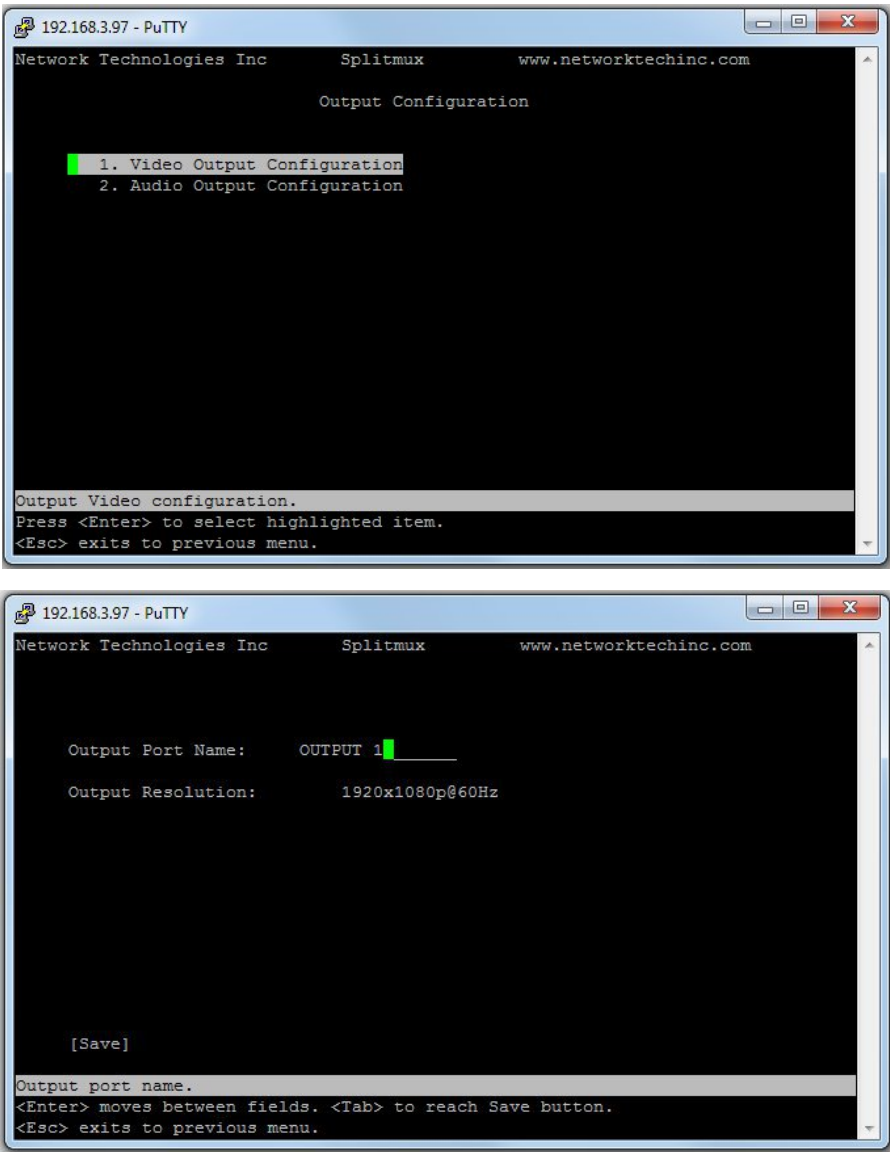 192.168.3.97 - PuTTY
Network Technologies Inc Splitmux www.networktechinc.com
Output Configuration
1. Video Output Configuration
2. Audio Output Configuration
Output Video configuration.
Press <Enter> to select highlighted item.
<Esc> exits to previous menu.
192.168.3.97 - PuTTY
Network Technologies Inc Splitmux www.networktechinc.com
Output Port Name: OUTPUT 1______
Output Resolution: 1920x1080p@60Hz
[Save]
Output port name.
<Enter> moves between fields. <Tab> to reach Save button.
<Esc> exits to previous menu.